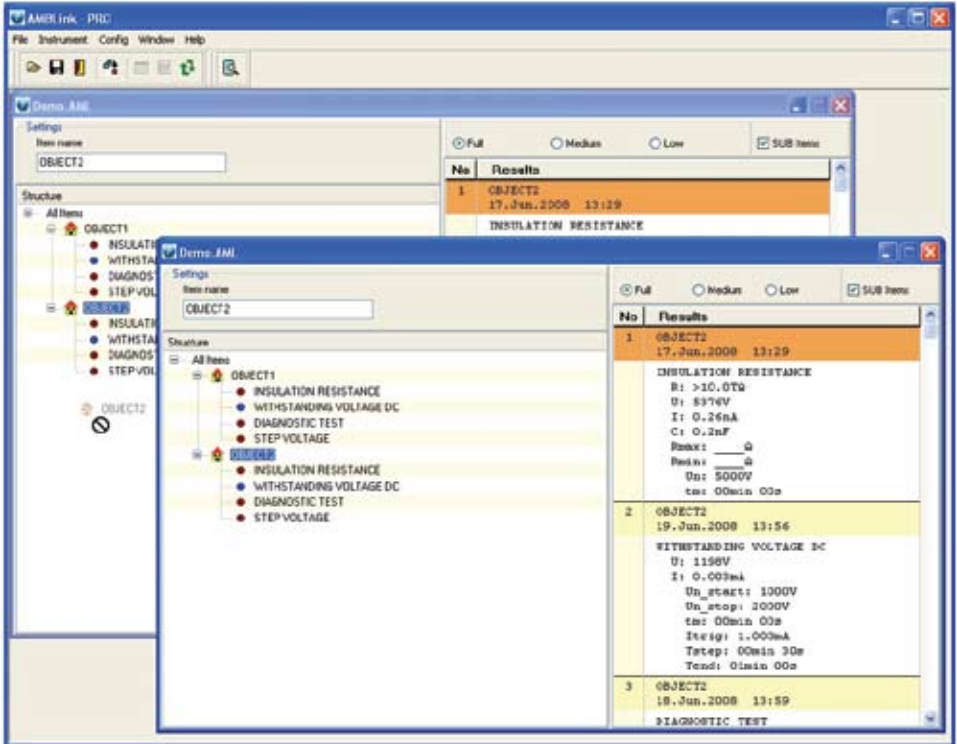 AMBLink - PRO
File Instrument Config Window Help
Demo.AML
Settings
Item name
OBJECT2
Full Medium Low SUB Items
No Results
1 OBJECT2
17.Jun.2008 13:29
INSULATION RESISTANCE
Structure
All Items
OBJECT1
INSULATI
WITHSTA
DIAGNOS
STEP VOL
OBJECT2
INSULATI
WITHSTA
DIAGNOS
STEP VOL
OBJECT2
Demo.AML
Settings
Item name
OBJECT2
Structure
All Items
OBJECT1
INSULATION RESISTANCE
WITHSTANDING VOLTAGE DC
DIAGNOSTIC TEST
STEP VOLTAGE
OBJECT2
INSULATION RESISTANCE
WITHSTANDING VOLTAGE DC
DIAGNOSTIC TEST
STEP VOLTAGE
Full Medium Low SUB Items
No Results
1 OBJECT2
17.Jun.2008 13:29
INSULATION RESISTANCE
R: >10.0TΩ
U: 5376V
I: 0.26nA
C: 0.2nF
Rmax: ____Ω
Rmin: ____Ω
Un: 5000V
tm: 00min 03s
2 OBJECT2
19.Jun.2008 13:56
WITHSTANDING VOLTAGE DC
U: 1198V
I: 0.003mA
Un_start: 1000V
Un_stop: 2000V
tm: 00min 03s
Itrig: 1.000mA
Tstep: 00min 30s
Tend: 01min 00s
3 OBJECT2
18.Jun.2008 13:59
DIAGNOSTIC TEST